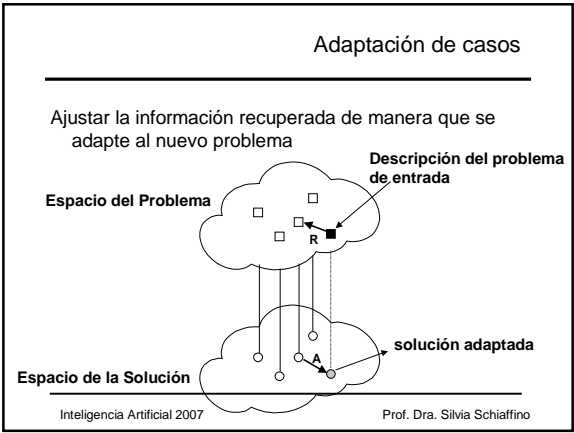 Adaptación de casos
Ajustar la información recuperada de manera que se
adapte al nuevo problema
Descripción del problema
de entrada
Espacio del Problema
R
A
solución adaptada
Espacio de la Solución
Inteligencia Artificial 2007
Prof. Dra. Silvia Schiaffino